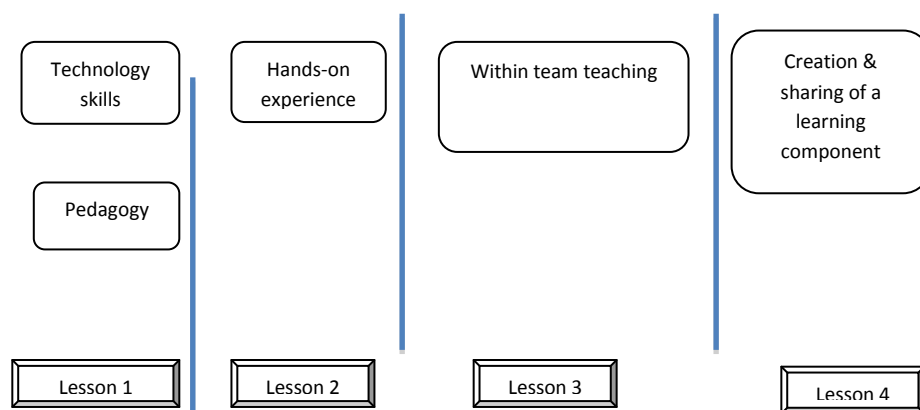 Technology
skills
Hands-on
experience
Within team teaching
Creation &
sharing of a
learning
component
Pedagogy
Lesson 1
Lesson 2
Lesson 3
Lesson 4